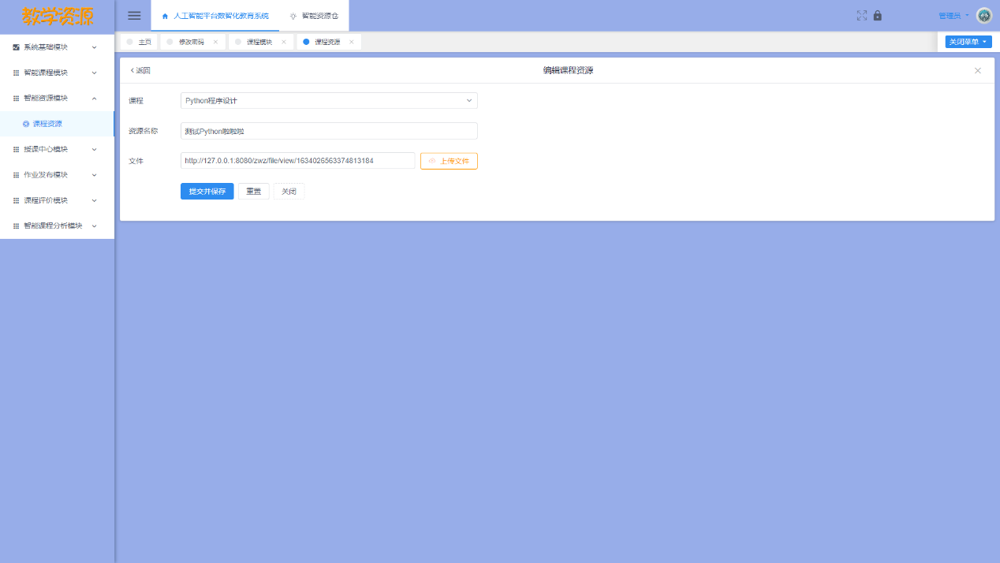 教学资源
人工智能平台数智化教育系统
智能资源仓
管理员
主页
修改密码
课程模块
课程资源
关闭菜单
系统基础模块
智能课程模块
智能资源模块
课程资源
授课中心模块
作业发布模块
课程评价模块
智能课程分析模块
返回
编辑课程资源
课程
Python程序设计
资源名称
测试Python啦啦啦
文件
http://127.0.0.1:8080/zwz/file/view/1634026563374813184
上传文件
提交并保存
重置
关闭